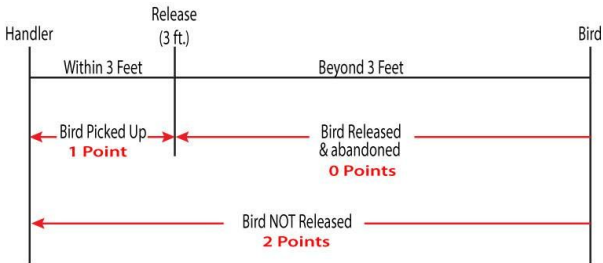 Release
Handler
(3 ft.)
Bird
Within 3 Feet
Beyond 3 Feet
Bird Picked Up
1 Point
Bird Released
& abandoned
0 Points
Bird NOT Released
2 Points